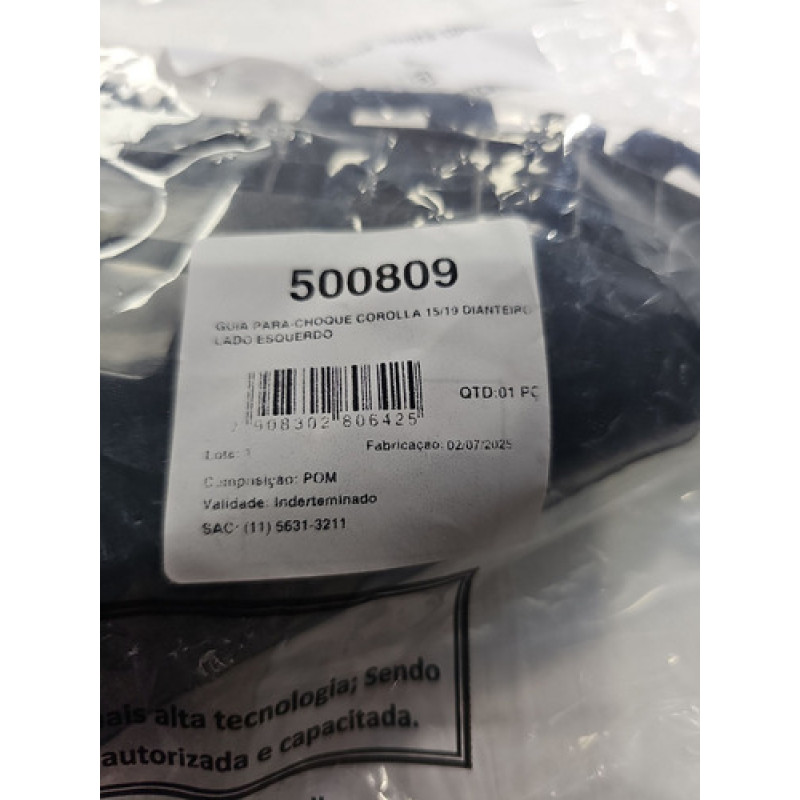 500809
GUIA PARA-CHOQUE COROLLA 15/19 DIANTEIRO
LADO ESQUERDO
QTD:01 PÇ
7 908302 806425
Lote: 1
Fabricação: 02/07/2025
Composição: POM
Validade: Inderteminado
SAC: (11) 5631-3211
ais alta tecnologia; Sendo
autorizada e capacitada.